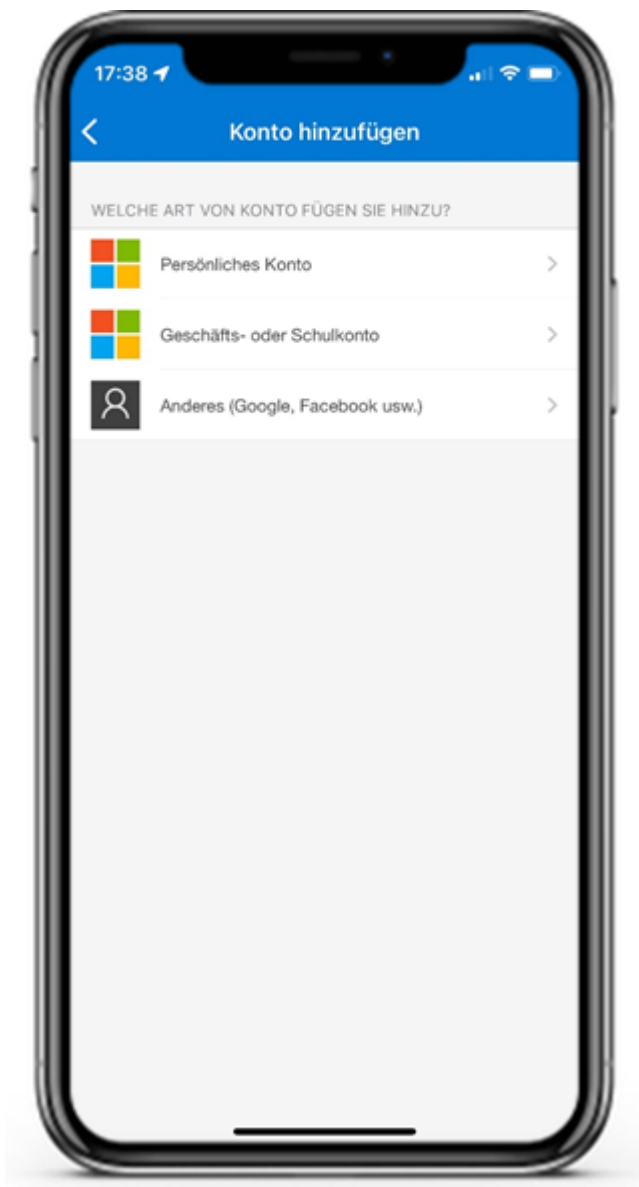 17:38
Konto hinzufügen
WELCHE ART VON KONTO FÜGEN SIE HINZU?
Persönliches Konto
Geschäfts- oder Schulkonto
Anderes (Google, Facebook usw.)